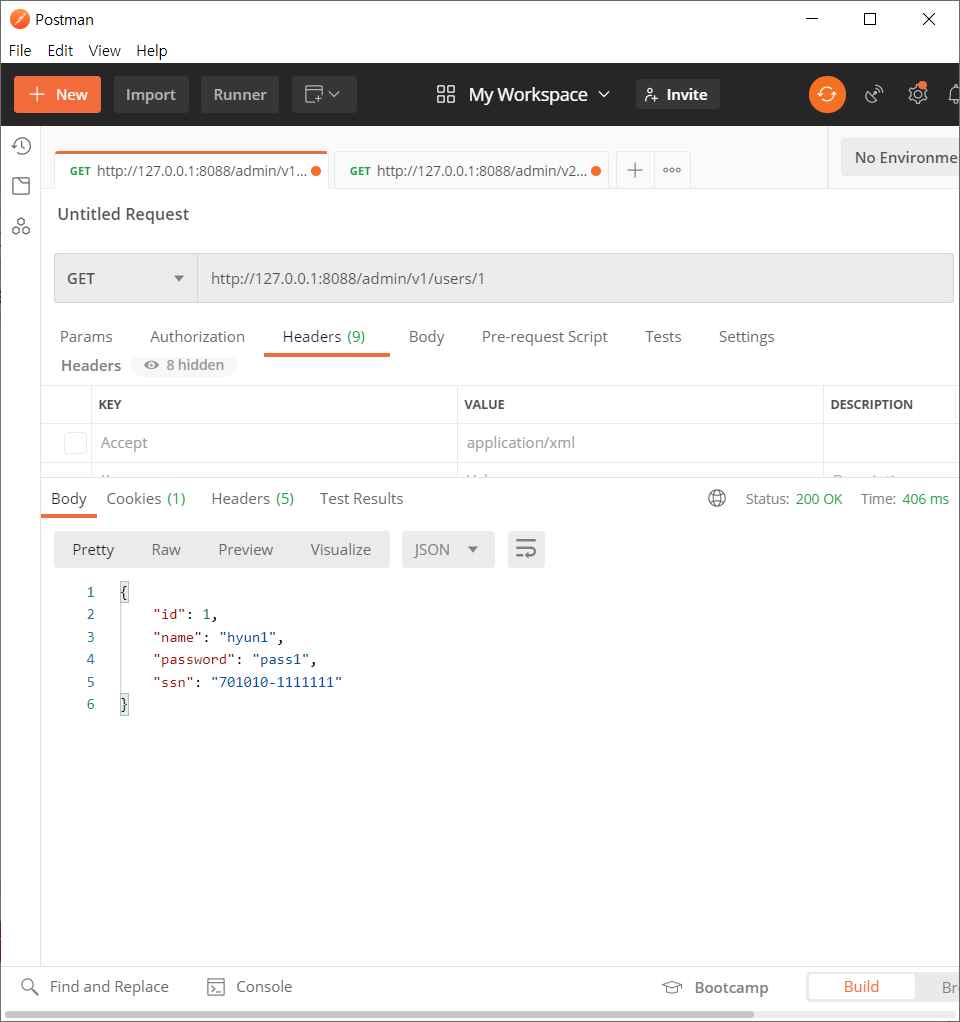 Postman
File Edit View Help
New Import Runner My Workspace Invite
GET http://127.0.0.1:8088/admin/v1... GET http://127.0.0.1:8088/admin/v2... No Environme
Untitled Request
GET http://127.0.0.1:8088/admin/v1/users/1
Params Authorization Headers (9) Body Pre-request Script Tests Settings
Headers 8 hidden
KEY VALUE DESCRIPTION
Accept application/xml
Body Cookies (1) Headers (5) Test Results Status: 200 OK Time: 406 ms
Pretty Raw Preview Visualize JSON
1 {
2 "id": 1,
3 "name": "hyun1",
4 "password": "pass1",
5 "ssn": "701010-1111111"
6 }
Find and Replace Console Bootcamp Build Br